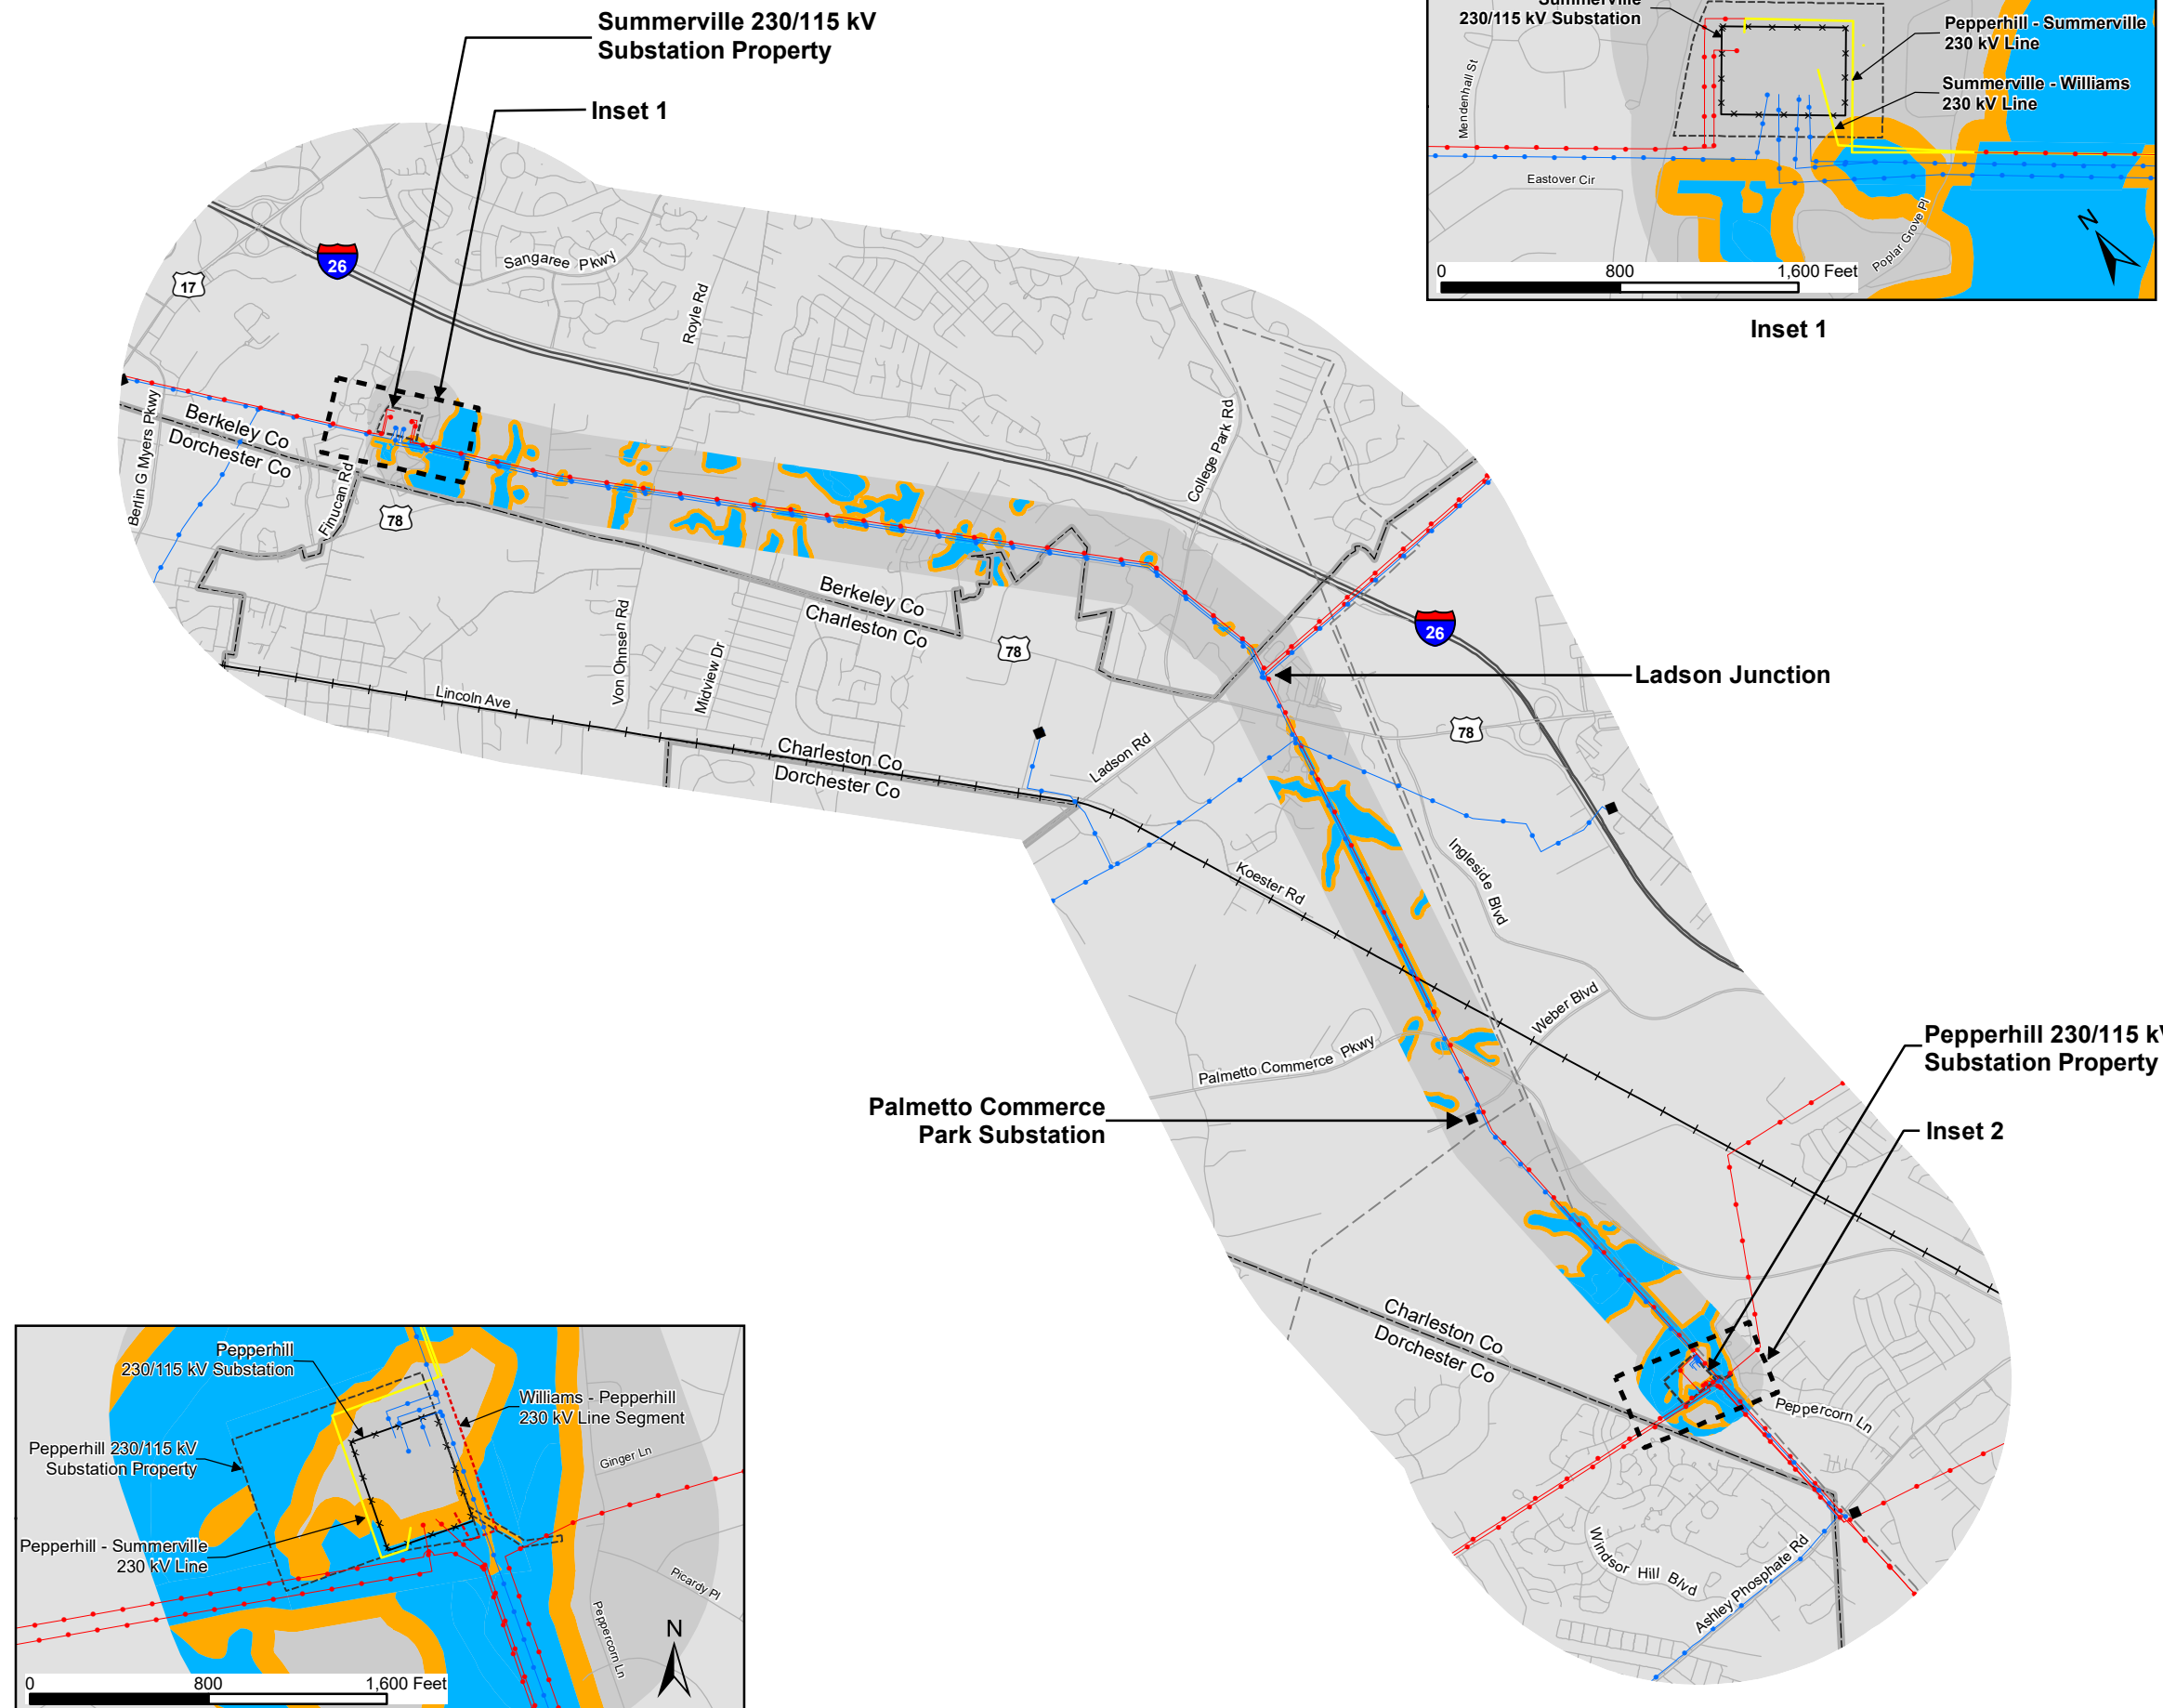 Summerville 230/115 kV
Substation Property
Inset 1
Summerville
230/115 kV Substation
Pepperhill - Summerville
230 kV Line
Summerville - Williams
230 kV Line
Mendenhall St
Eastover Cir
Poplar Grove Pl
N
0 800 1,600 Feet
Inset 1
26
17
Sangaree Pkwy
Royle Rd
College Park Rd
Berlin G Myers Pkwy
Berkeley Co
Dorchester Co
Finucan Rd
78
Berkeley Co
Charleston Co
78
26
Von Ohnsen Rd
Midview Dr
Lincoln Ave
Ladson Junction
78
Charleston Co
Dorchester Co
Ladson Rd
Koester Rd
Ingleside Blvd
Weber Blvd
Palmetto Commerce Pkwy
Pepperhill 230/115 kV
Substation Property
Palmetto Commerce
Park Substation
Inset 2
Charleston Co
Dorchester Co
Peppercorn Ln
Windsor Hill Blvd
Ashley Phosphate Rd
Pepperhill
230/115 kV Substation
Williams - Pepperhill
230 kV Line Segment
Pepperhill 230/115 kV
Substation Property
Ginger Ln
Pepperhill - Summerville
230 kV Line
Picardy Pl
Peppercorn Ln
N
0 800 1,600 Feet